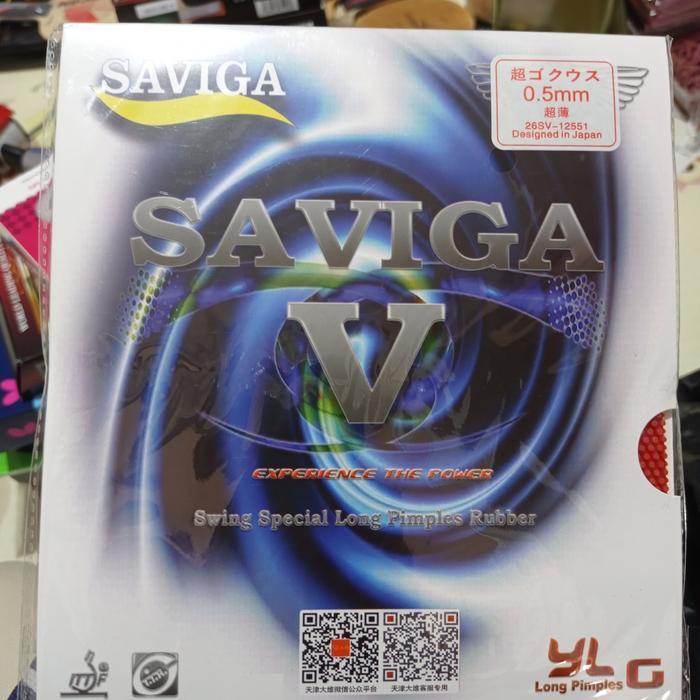 SAVIGA
超ゴクウス
0.5mm
超薄
26SV-12551
Designed in Japan
SAVIGA
V
EXPERIENCE THE POWER
Swing Special Long Pimples Rubber
天津大维微信公众平台
天津大维客服专用
YL G
Long Pimples